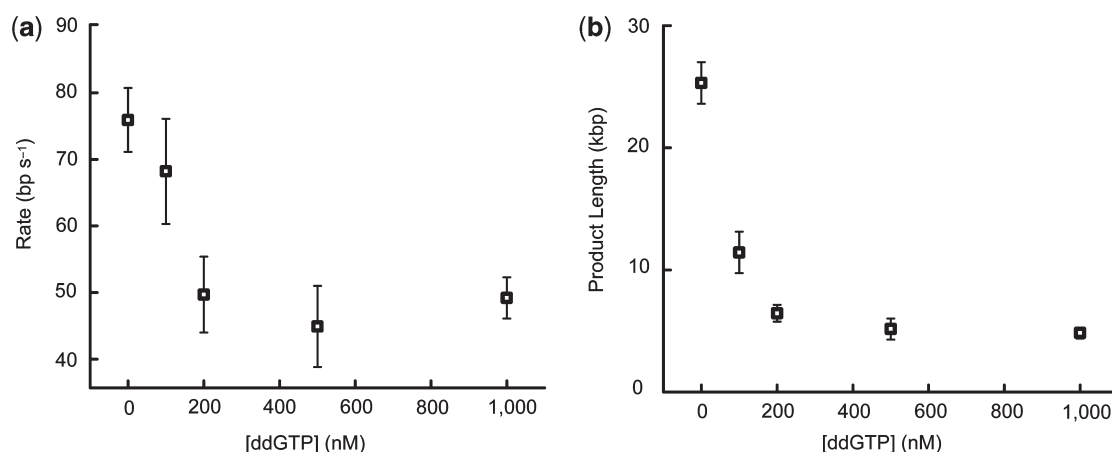 (a)
90
80
70
60
50
40
Rate (bp s⁻¹)
0 200 400 600 800 1,000
[ddGTP] (nM)
(b)
30
20
10
0
Product Length (kbp)
0 200 400 600 800 1,000
[ddGTP] (nM)